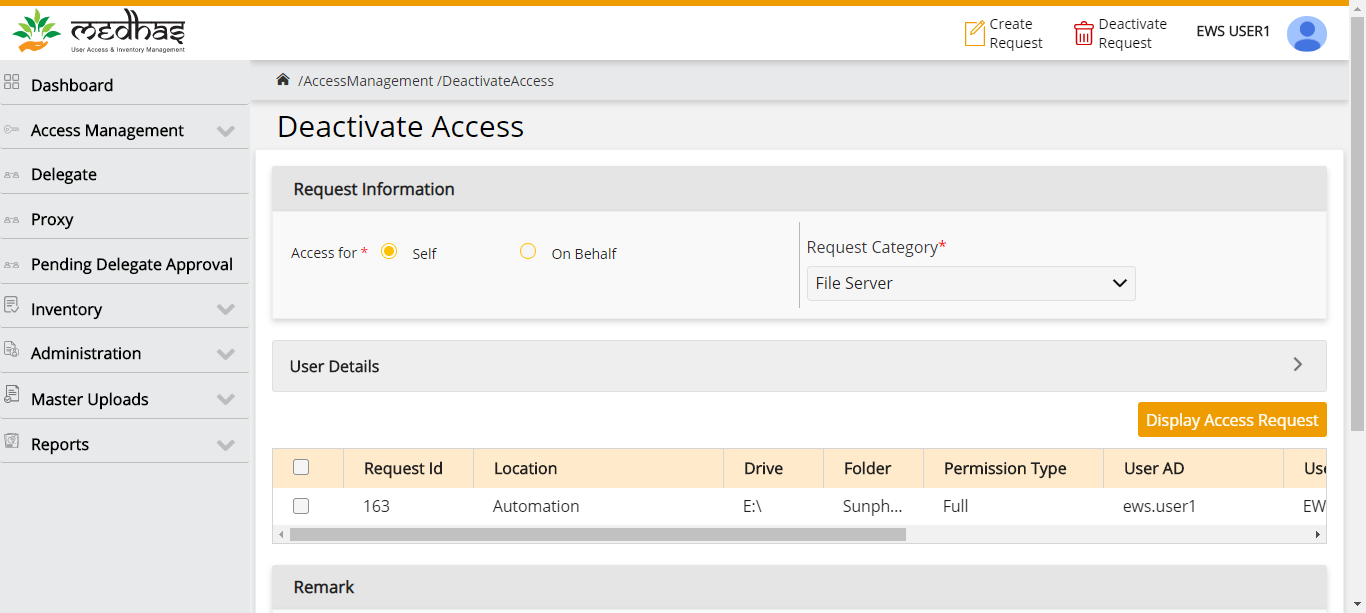 medhas
User Access & Inventory Management
Create
Request
Deactivate
Request
EWS USER1
Dashboard
Access Management
Delegate
Proxy
Pending Delegate Approval
Inventory
Administration
Master Uploads
Reports
/AccessManagement /DeactivateAccess
Deactivate Access
Request Information
Access for * Self On Behalf
Request Category*
File Server
User Details
Display Access Request
Request Id Location Drive Folder Permission Type User AD Use
163 Automation E:\ Sunph... Full ews.user1 EW
Remark